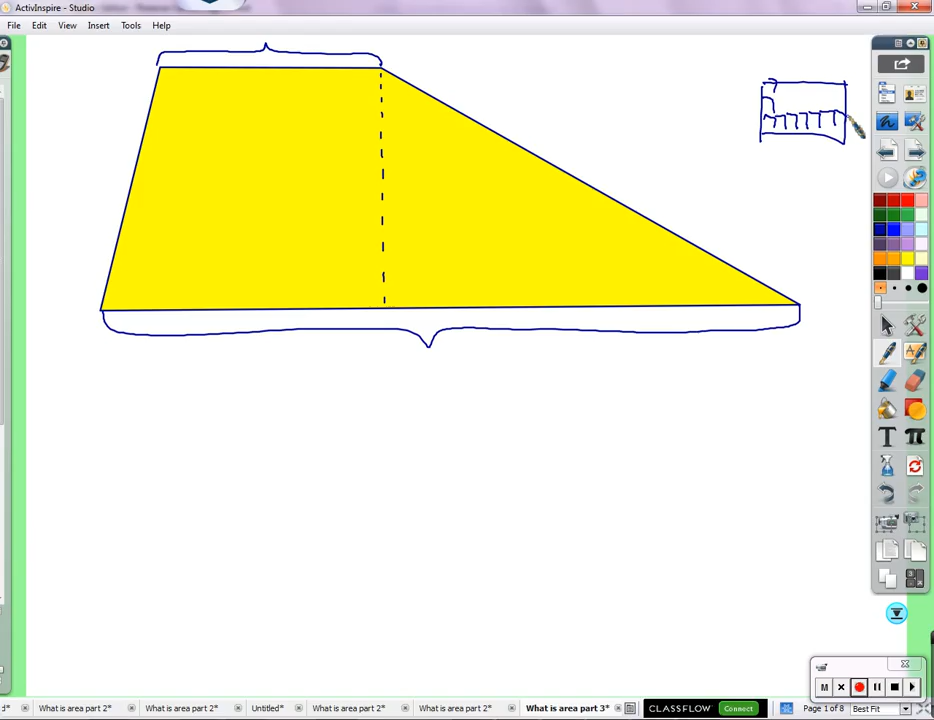 ActivInspire - Studio
File Edit View Insert Tools Help
d* What is area part 2* What is area part 2* Untitled* What is area part 2* What is area part 2* What is area part 3* CLASSFLOW Connect Page 1 of 8 Best Fit
T π
M